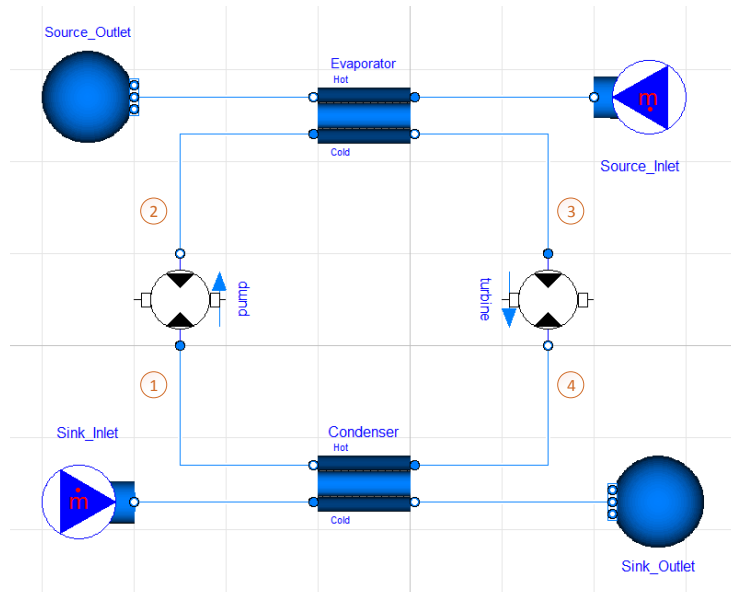 Source_Outlet
Evaporator
Hot
Cold
ṁ
Source_Inlet
2
3
pump
turbine
1
4
Sink_Inlet
Condenser
Hot
ṁ
Cold
Sink_Outlet